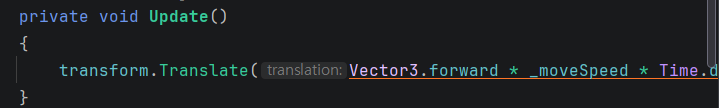 private void Update()
{
transform.Translate(translation: Vector3.forward * _moveSpeed * Time.d
}